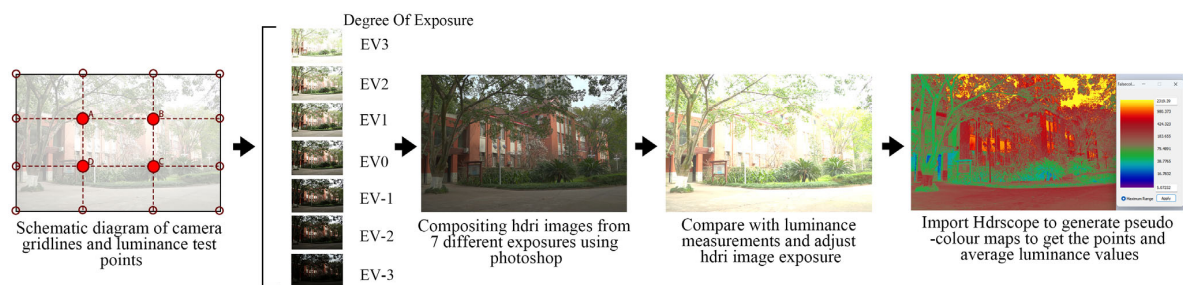 Degree Of Exposure
A
B
D
C
EV3
EV2
EV1
EV0
EV-1
EV-2
EV-3
Schematic diagram of camera
gridlines and luminance test
points
Compositing hdri images from
7 different exposures using
photoshop
Compare with luminance
measurements and adjust
hdri image exposure
Maximum Range
Apply
Import Hdrscope to generate pseudo
-colour maps to get the points and
average luminance values